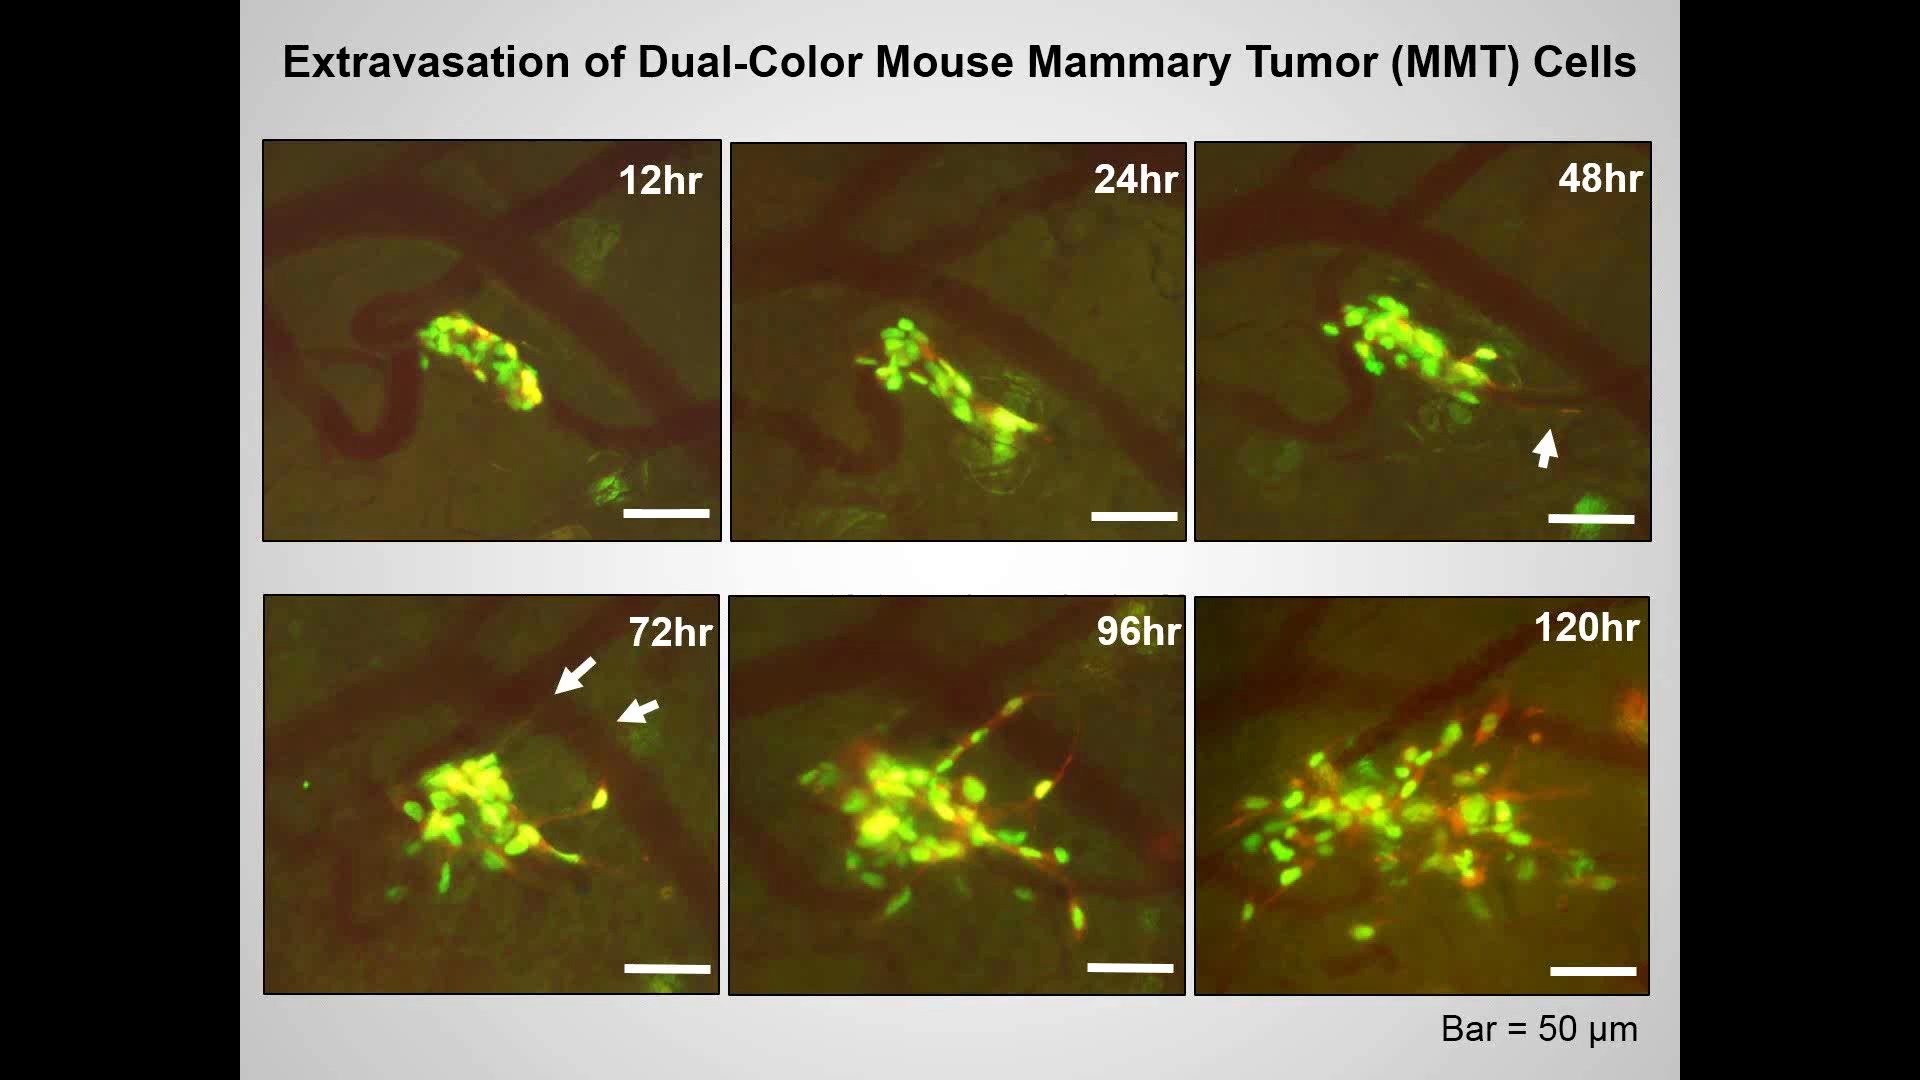 Extravasation of Dual-Color Mouse Mammary Tumor (MMT) Cells
12hr
24hr
48hr
72hr
96hr
120hr
Bar = 50 µm